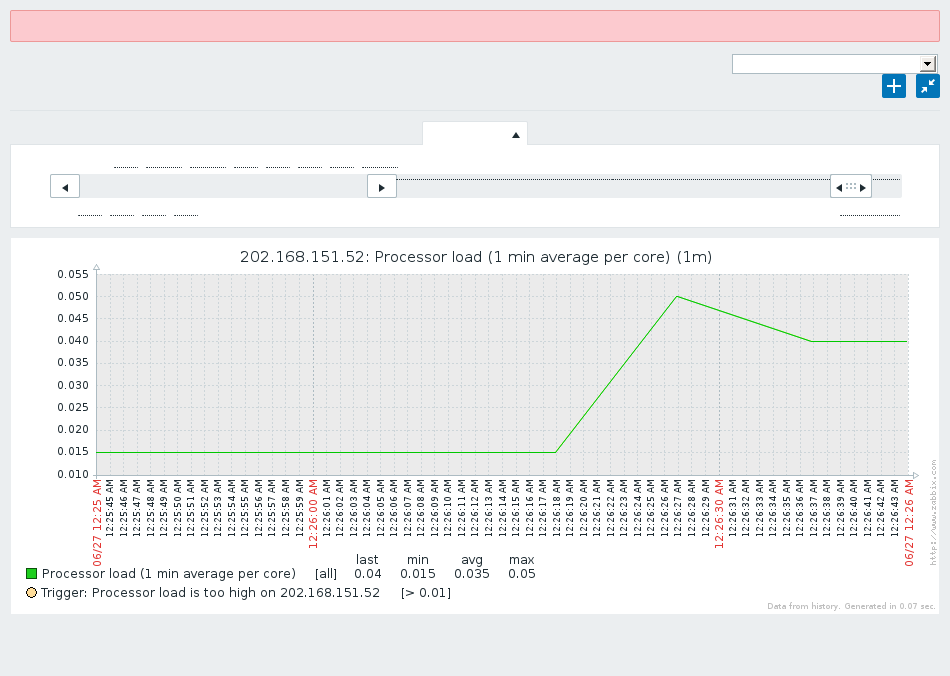 202.168.151.52: Processor load (1 min average per core) (1m)
0.055
0.050
0.045
0.040
0.035
0.030
0.025
0.020
0.015
0.010
06/27 12:25 AM
12:25:45 AM
12:25:46 AM
12:25:47 AM
12:25:48 AM
12:25:49 AM
12:25:50 AM
12:25:51 AM
12:25:52 AM
12:25:53 AM
12:25:54 AM
12:25:55 AM
12:25:56 AM
12:25:57 AM
12:25:58 AM
12:25:59 AM
12:26:00 AM
12:26:01 AM
12:26:02 AM
12:26:03 AM
12:26:04 AM
12:26:05 AM
12:26:06 AM
12:26:07 AM
12:26:08 AM
12:26:09 AM
12:26:10 AM
12:26:11 AM
12:26:12 AM
12:26:13 AM
12:26:14 AM
12:26:15 AM
12:26:16 AM
12:26:17 AM
12:26:18 AM
12:26:19 AM
12:26:20 AM
12:26:21 AM
12:26:22 AM
12:26:23 AM
12:26:24 AM
12:26:25 AM
12:26:26 AM
12:26:27 AM
12:26:28 AM
12:26:29 AM
12:26:30 AM
12:26:31 AM
12:26:32 AM
12:26:33 AM
12:26:34 AM
12:26:35 AM
12:26:36 AM
12:26:37 AM
12:26:38 AM
12:26:39 AM
12:26:40 AM
12:26:41 AM
12:26:42 AM
12:26:43 AM
06/27 12:26 AM
http://www.zabbix.com
last min avg max
Processor load (1 min average per core) [all] 0.04 0.015 0.035 0.05
Trigger: Processor load is too high on 202.168.151.52 [> 0.01]
Data from history. Generated in 0.07 sec.